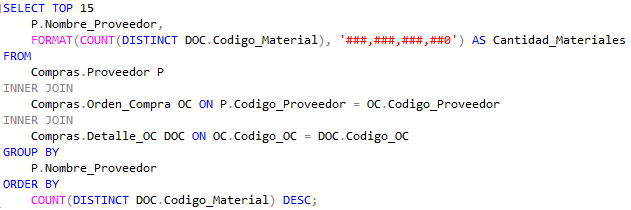 SELECT TOP 15
    P.Nombre_Proveedor,
    FORMAT(COUNT(DISTINCT DOC.Codigo_Material), '###,###,###,##0') AS Cantidad_Materiales
FROM
    Compras.Proveedor P
INNER JOIN
    Compras.Orden_Compra OC ON P.Codigo_Proveedor = OC.Codigo_Proveedor
INNER JOIN
    Compras.Detalle_OC DOC ON OC.Codigo_OC = DOC.Codigo_OC
GROUP BY
    P.Nombre_Proveedor
ORDER BY
    COUNT(DISTINCT DOC.Codigo_Material) DESC;